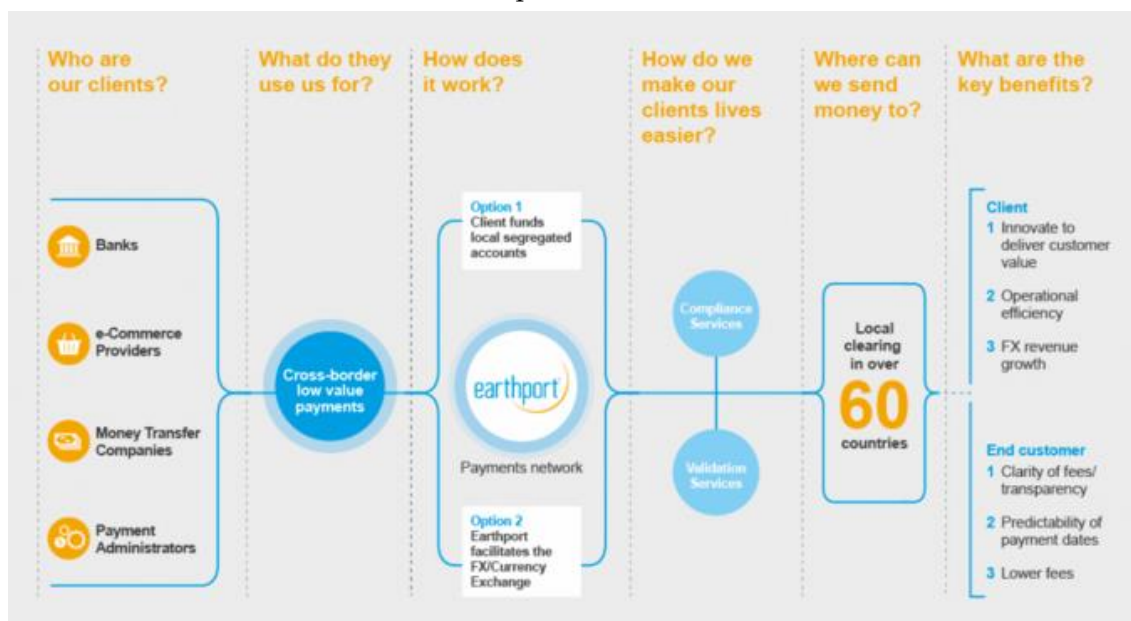 Who are
our clients?
What do they
use us for?
How does
it work?
How do we
make our
clients lives
easier?
Where can
we send
money to?
What are the
key benefits?
Banks
e-Commerce
Providers
Money Transfer
Companies
Payment
Administrators
Cross-border
low value
payments
Option 1
Client funds
local segregated
accounts
earthport
Payments network
Option 2
Earthport
facilitates the
FX/Currency
Exchange
Compliance
Services
Validation
Services
Local
clearing
in over
60
countries
Client
1 Innovate to
deliver customer
value
2 Operational
efficiency
3 FX revenue
growth
End customer
1 Clarity of fees/
transparency
2 Predictability of
payment dates
3 Lower fees